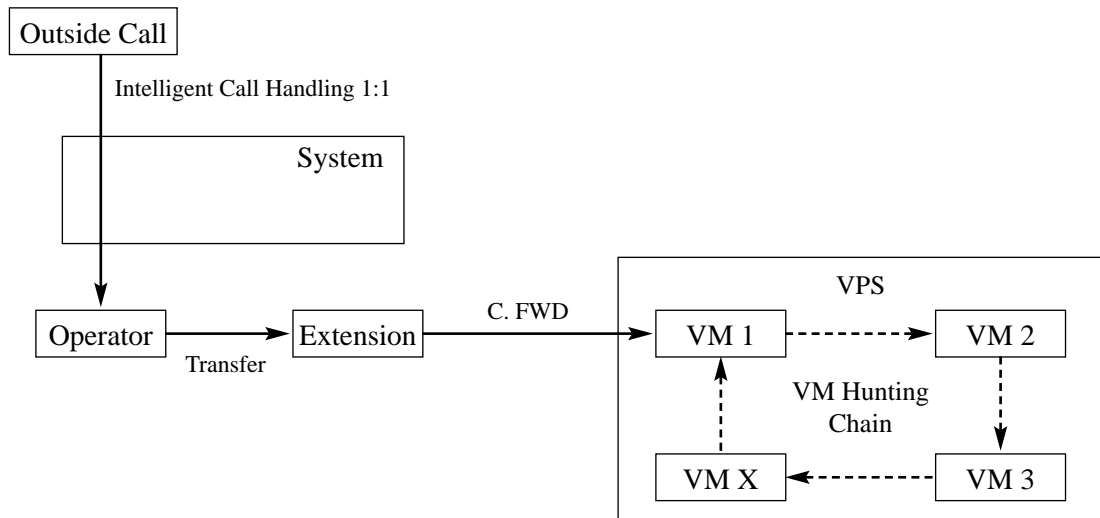 Outside Call
Intelligent Call Handling 1:1
System
VPS
Operator
Transfer
Extension
C. FWD
VM 1
VM 2
VM Hunting
Chain
VM X
VM 3